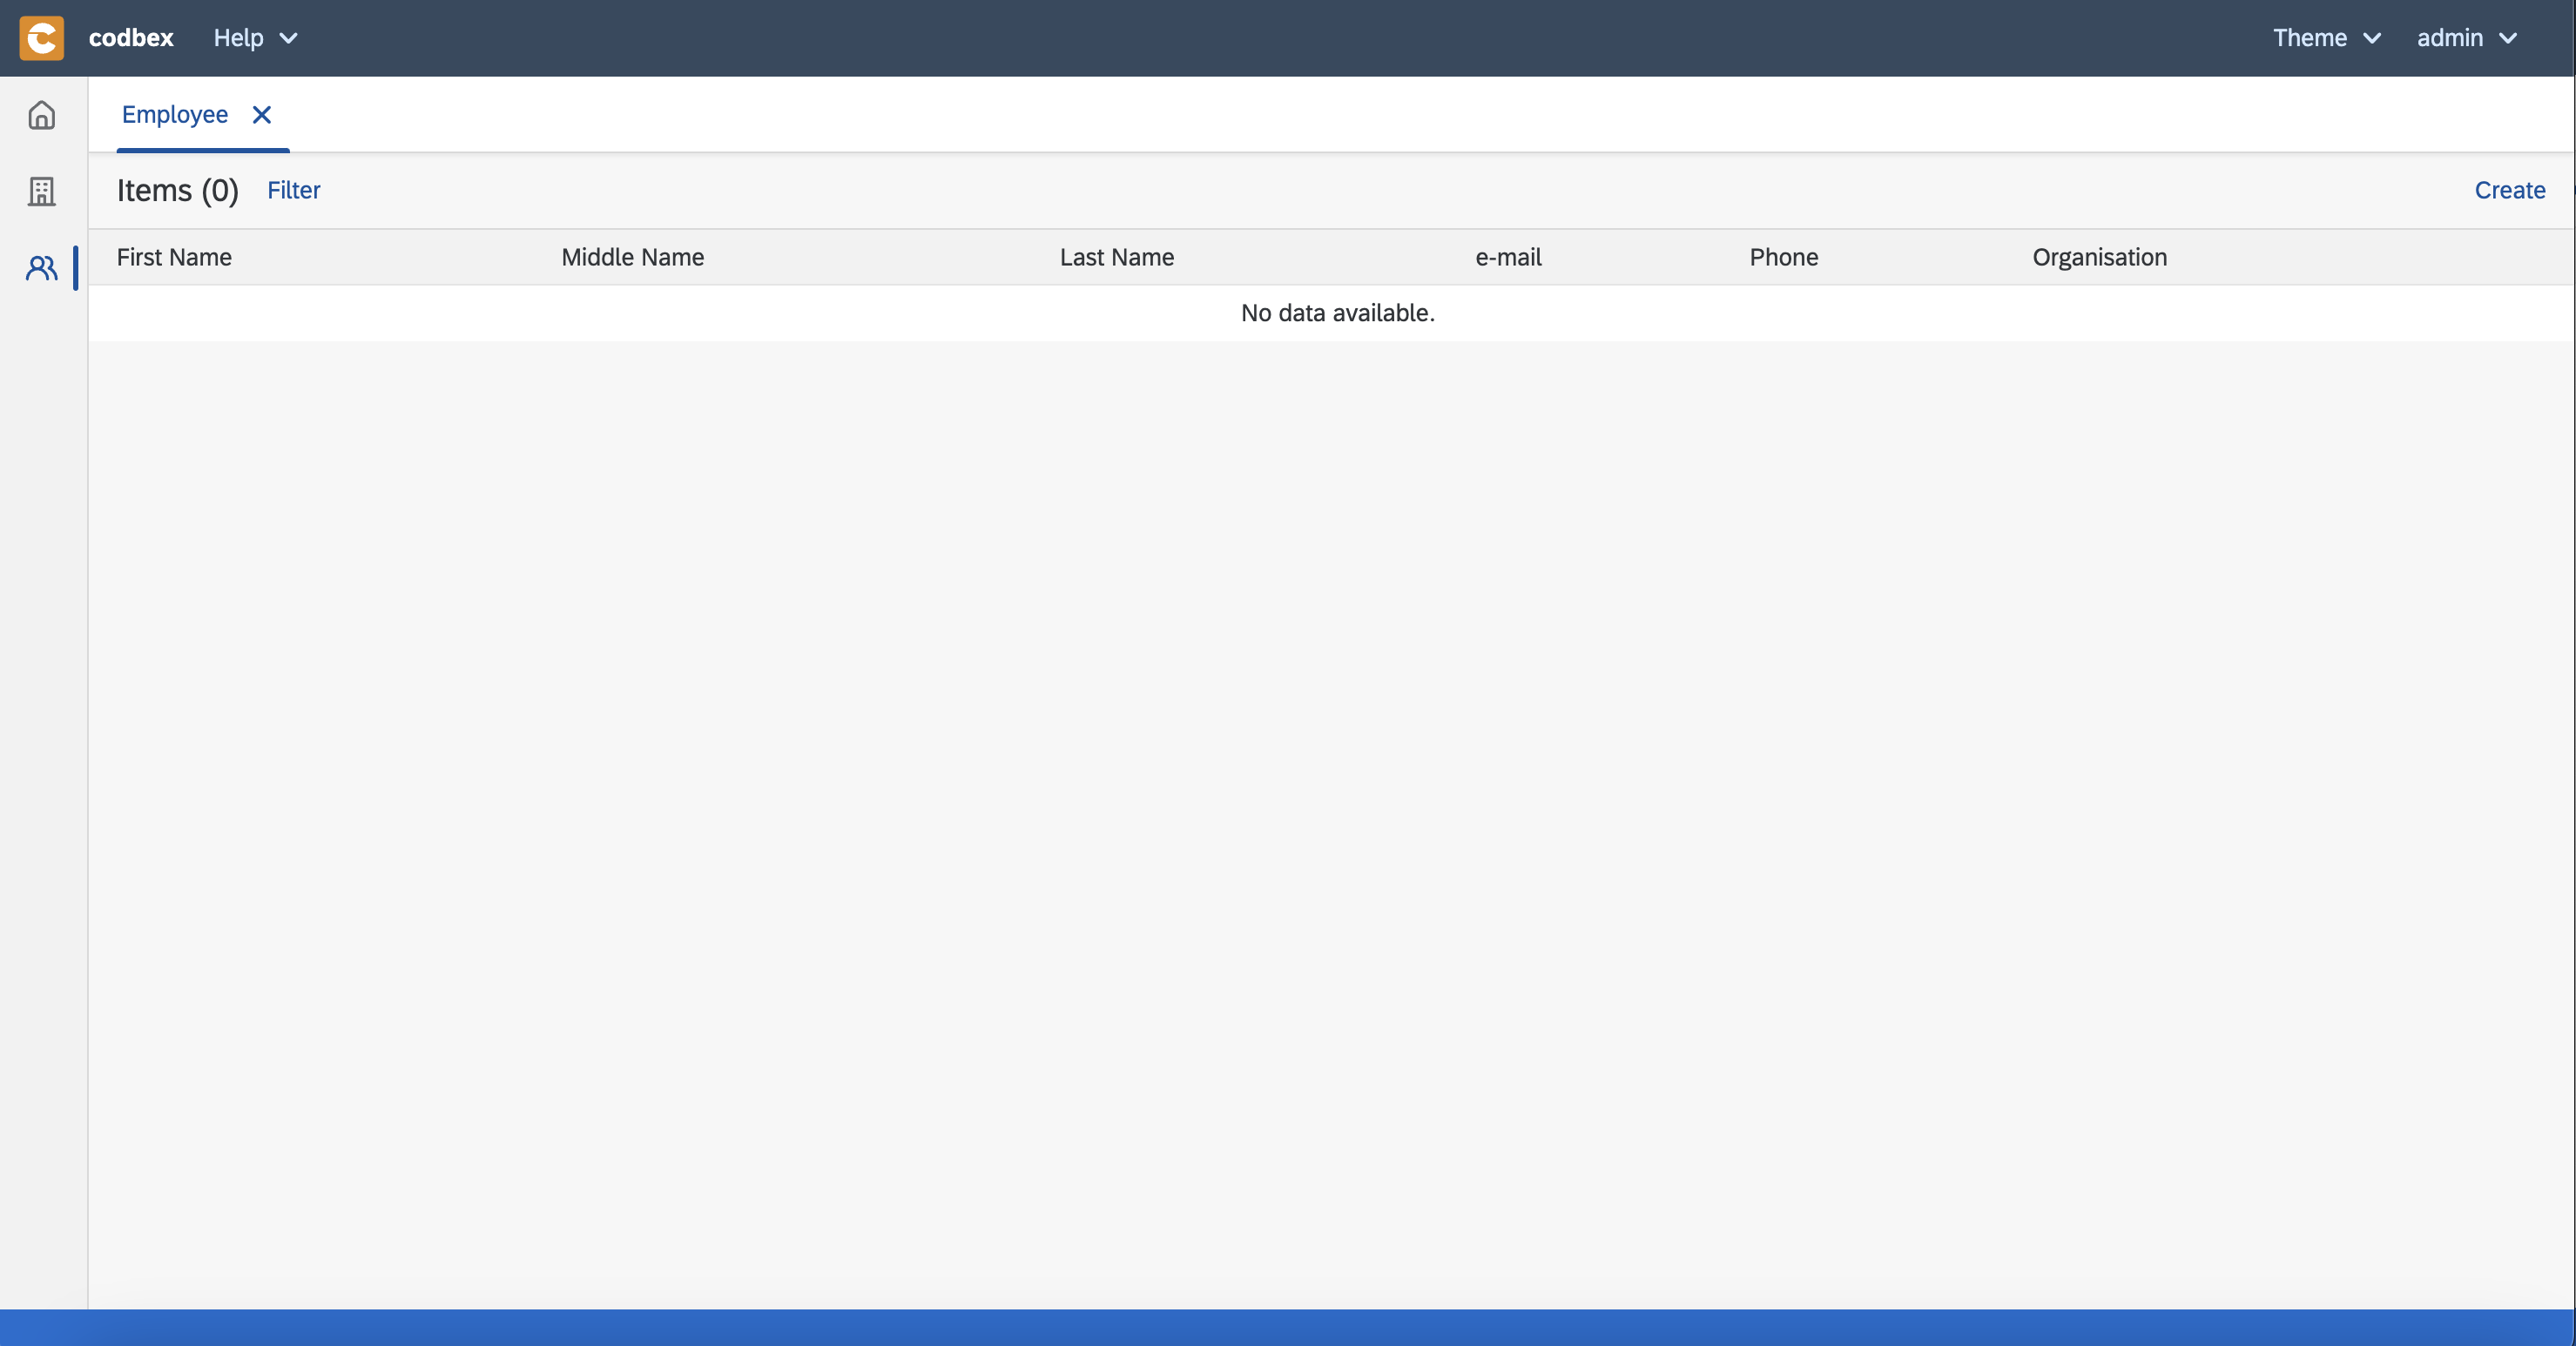 codbex Help Theme admin
Employee
Items (0) Filter Create
First Name Middle Name Last Name e-mail Phone Organisation
No data available.